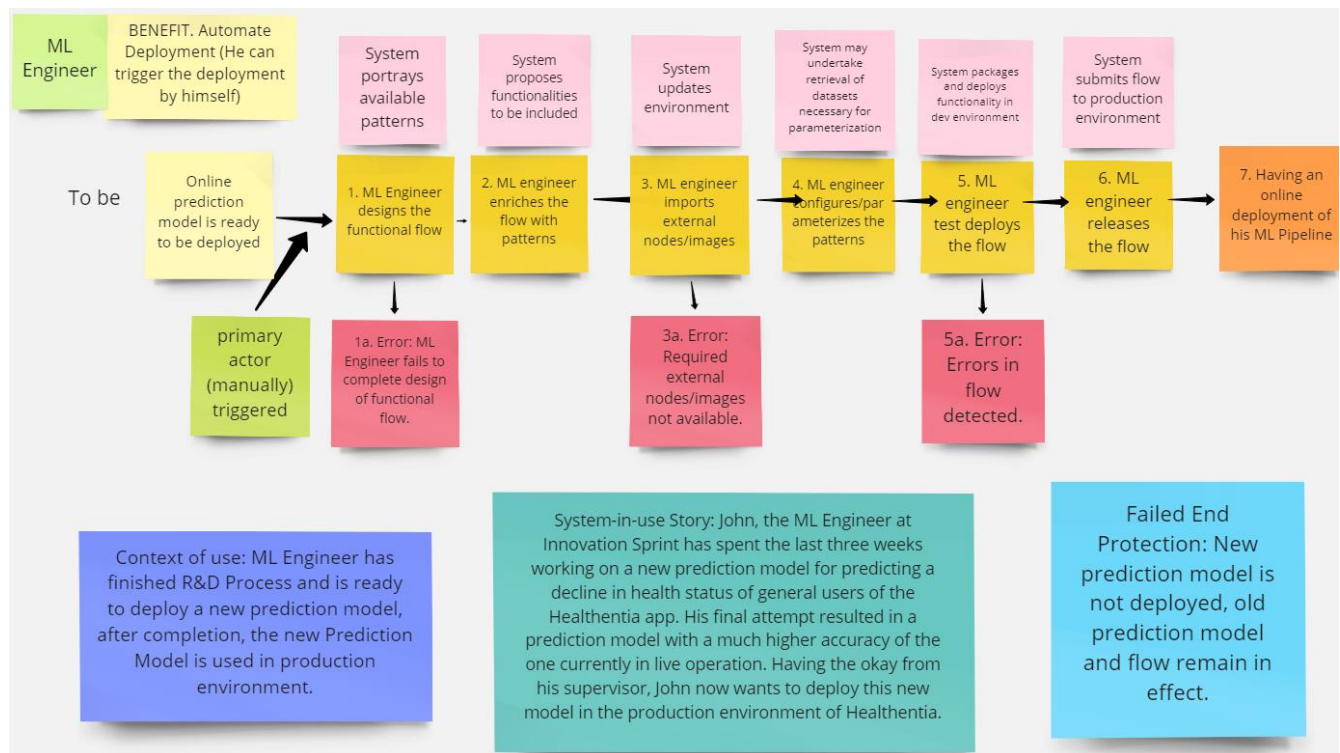 ML
Engineer
BENEFIT. Automate
Deployment (He can
trigger the deployment
by himself)
System
portrays
available
patterns
System
proposes
functionalities
to be included
System
updates
environment
System may
undertake
retrieval of
datasets
necessary for
parameterization
System packages
and deploys
functionality in
dev environment
System
submits flow
to production
environment
To be
Online
prediction
model is ready
to be deployed
1. ML Engineer
designs the
functional flow
2. ML engineer
enriches the
flow with
patterns
3. ML engineer
imports
external
nodes/images
4. ML engineer
configures/par
ameterizes the
patterns
5. ML
engineer
test deploys
the flow
6. ML
engineer
releases
the flow
7. Having an
online
deployment of
his ML Pipeline
primary
actor
(manually)
triggered
1a. Error: ML
Engineer fails to
complete design
of functional
flow.
3a. Error:
Required
external
nodes/images
not available.
5a. Error:
Errors in
flow
detected.
Context of use: ML Engineer has
finished R&D Process and is ready
to deploy a new prediction model,
after completion, the new Prediction
Model is used in production
environment.
System-in-use Story: John, the ML Engineer at
Innovation Sprint has spent the last three weeks
working on a new prediction model for predicting a
decline in health status of general users of the
Healthentia app. His final attempt resulted in a
prediction model with a much higher accuracy of the
one currently in live operation. Having the okay from
his supervisor, John now wants to deploy this new
model in the production environment of Healthentia.
Failed End
Protection: New
prediction model is
not deployed, old
prediction model
and flow remain in
effect.